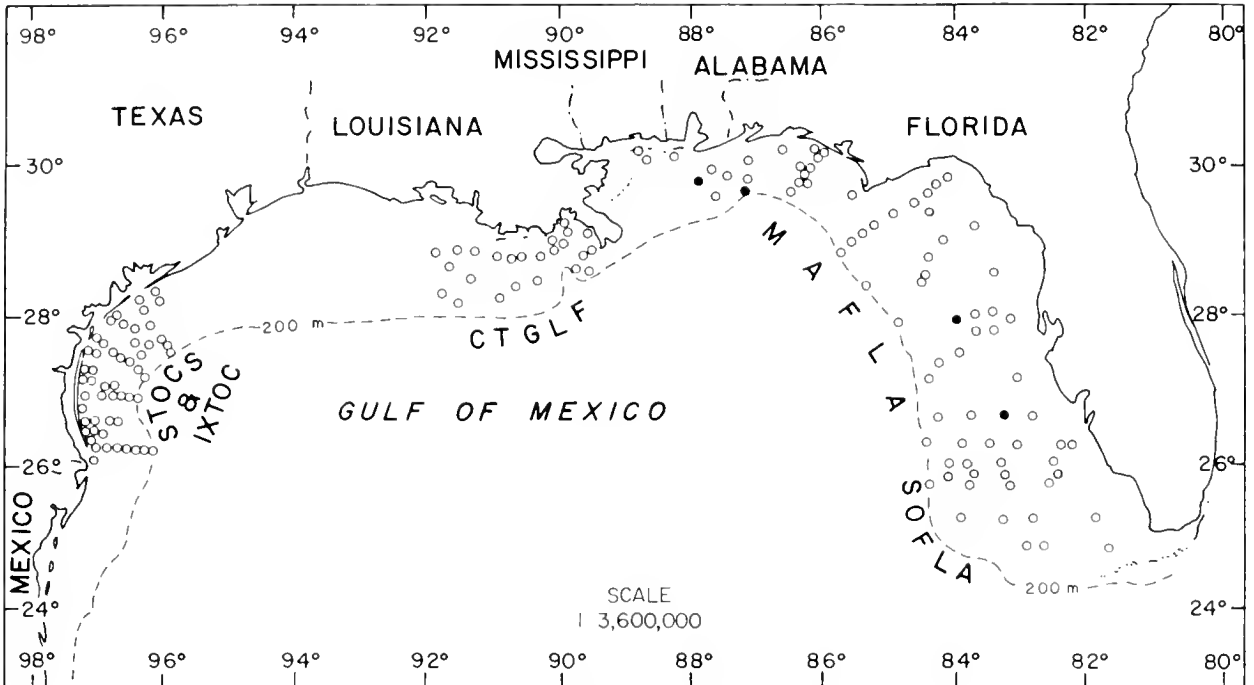 98° 96° 94° 92° 90° 88° 86° 84° 82° 80°
MISSISSIPPI ALABAMA
TEXAS LOUISIANA FLORIDA
30° 30°
MAFLA
28° 200 m 28°
CTGLF
STOCS
&
IXTOC
GULF OF MEXICO
26° 26°
SOFLA
MEXICO
200 m
24° 24°
SCALE
1 3,600,000
98° 96° 94° 92° 90° 88° 86° 84° 82° 80°